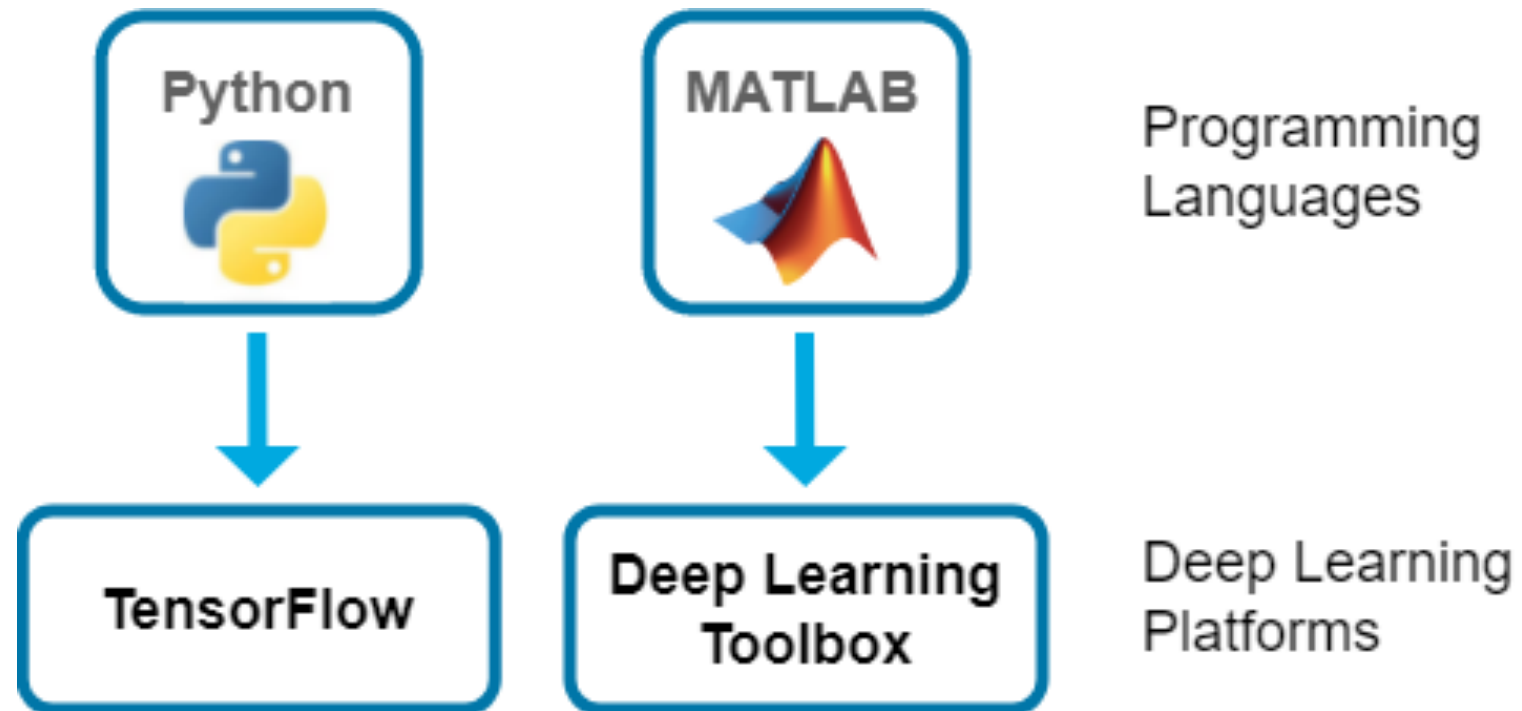 Python
MATLAB
Programming
Languages
TensorFlow
Deep Learning
Toolbox
Deep Learning
Platforms